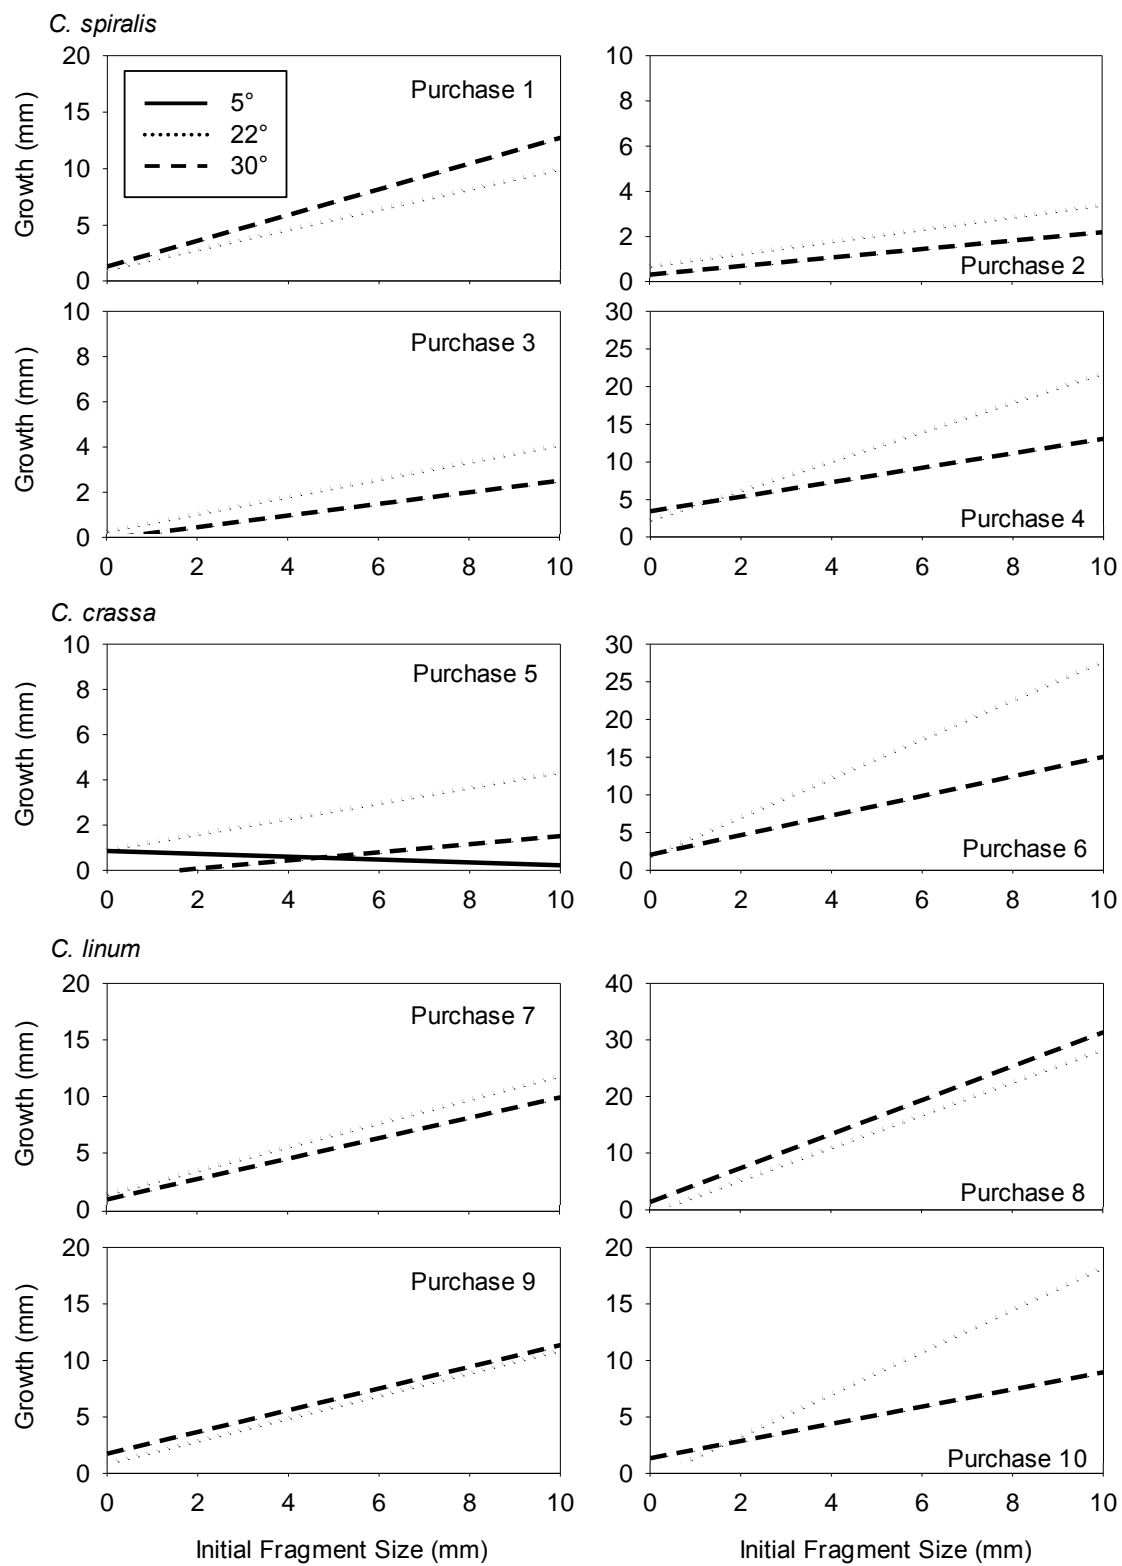 C. spiralis
20
15
10
5
0
Growth (mm)
5°
22°
30°
Purchase 1
10
8
6
4
2
0
Purchase 2
10
8
6
4
2
0
Growth (mm)
Purchase 3
0 2 4 6 8 10
30
25
20
15
10
5
0
Purchase 4
0 2 4 6 8 10
C. crassa
10
8
6
4
2
0
Growth (mm)
Purchase 5
0 2 4 6 8 10
30
25
20
15
10
5
0
Purchase 6
0 2 4 6 8 10
C. linum
20
15
10
5
0
Growth (mm)
Purchase 7
40
30
20
10
0
Purchase 8
20
15
10
5
0
Growth (mm)
Purchase 9
0 2 4 6 8 10
Initial Fragment Size (mm)
20
15
10
5
0
Purchase 10
0 2 4 6 8 10
Initial Fragment Size (mm)